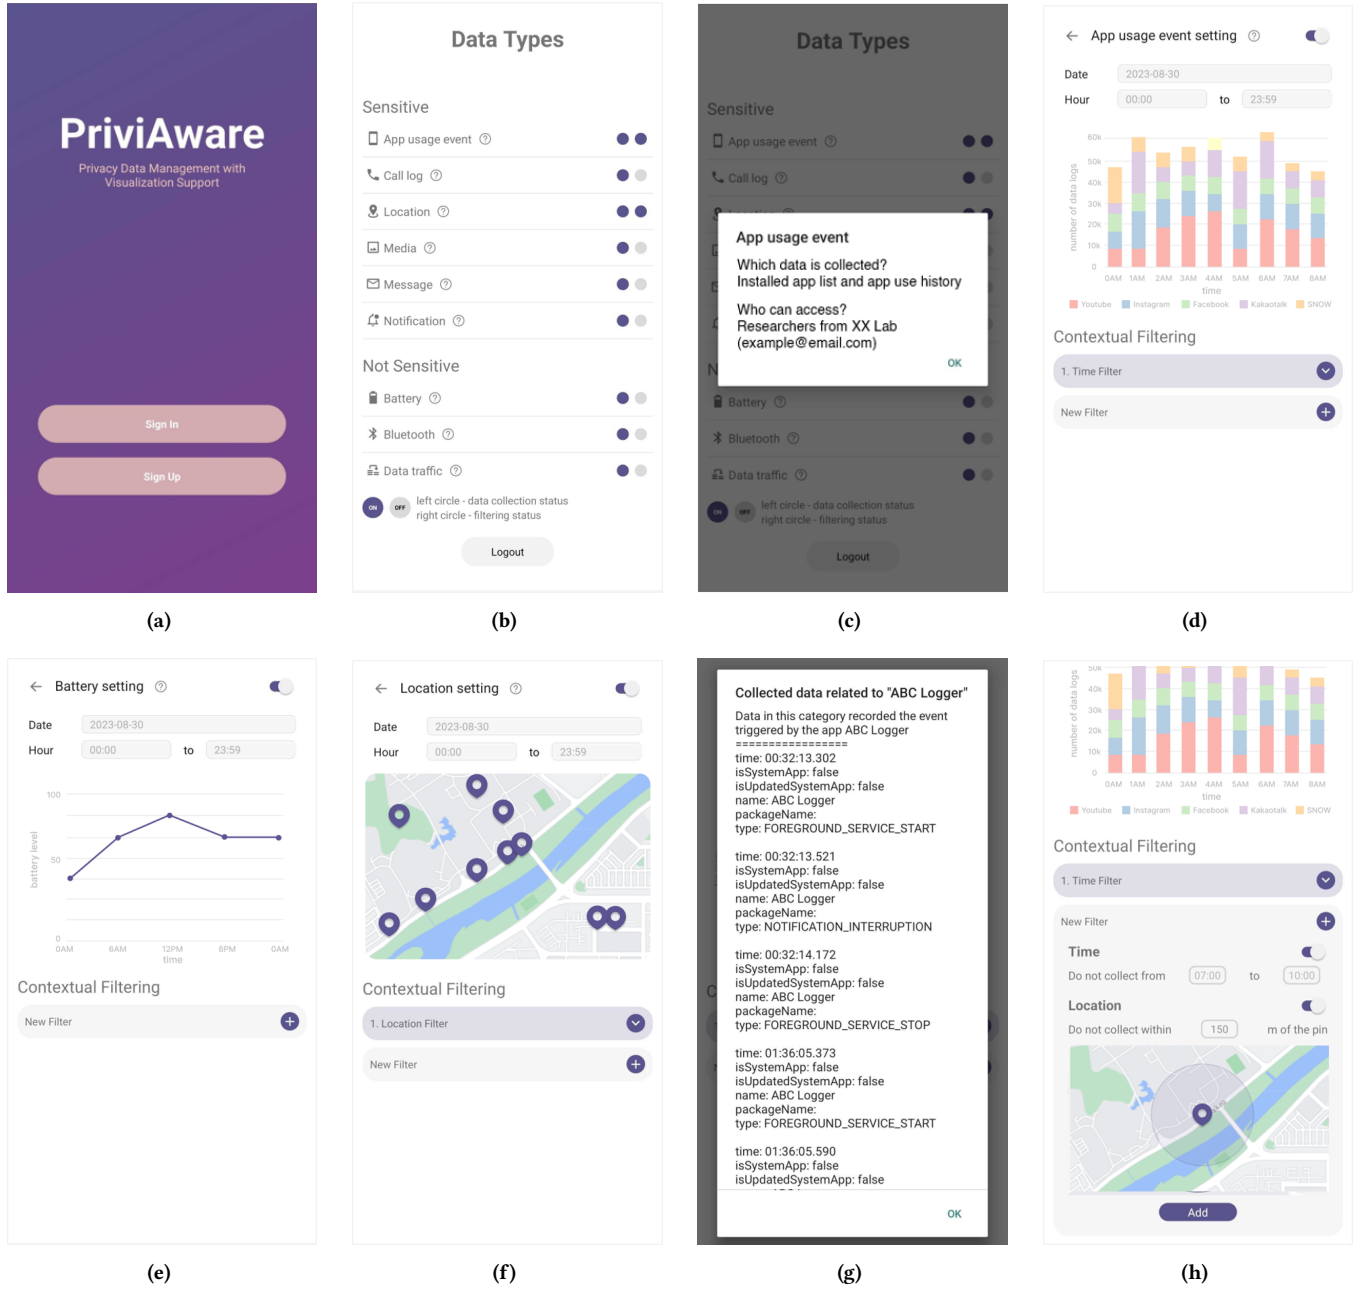 PriviAware
Privacy Data Management with
Visualization Support
Sign In
Sign Up
(a)
Data Types
Sensitive
App usage event
Call log
Location
Media
Message
Notification
Not Sensitive
Battery
Bluetooth
Data traffic
ON OFF left circle - data collection status
right circle - filtering status
Logout
(b)
Data Types
Sensitive
App usage event
Call log
App usage event
Which data is collected?
Installed app list and app use history
Who can access?
Researchers from XX Lab
(example@email.com)
OK
Battery
Bluetooth
Data traffic
ON OFF left circle - data collection status
right circle - filtering status
Logout
(c)
App usage event setting
Date 2023-08-30
Hour 00:00 to 23:59
number of data logs
60k
50k
40k
30k
20k
10k
0
0AM 1AM 2AM 3AM 4AM 5AM 6AM 7AM 8AM
time
Youtube Instagram Facebook Kakaotalk SNOW
Contextual Filtering
1. Time Filter
New Filter
(d)
Battery setting
Date 2023-08-30
Hour 00:00 to 23:59
battery level
100
50
0
0AM 6AM 12PM 6PM 0AM
time
Contextual Filtering
New Filter
(e)
Location setting
Date 2023-08-30
Hour 00:00 to 23:59
Contextual Filtering
1. Location Filter
New Filter
(f)
Collected data related to "ABC Logger"
Data in this category recorded the event
triggered by the app ABC Logger
=================
time: 00:32:13.302
isSystemApp: false
isUpdatedSystemApp: false
name: ABC Logger
packageName:
type: FOREGROUND_SERVICE_START
time: 00:32:13.521
isSystemApp: false
isUpdatedSystemApp: false
name: ABC Logger
packageName:
type: NOTIFICATION_INTERRUPTION
time: 00:32:14.172
isSystemApp: false
isUpdatedSystemApp: false
name: ABC Logger
packageName:
type: FOREGROUND_SERVICE_STOP
time: 01:36:05.373
isSystemApp: false
isUpdatedSystemApp: false
name: ABC Logger
packageName:
type: FOREGROUND_SERVICE_START
time: 01:36:05.590
isSystemApp: false
isUpdatedSystemApp: false
OK
(g)
number of data logs
50k
40k
30k
20k
10k
0
0AM 1AM 2AM 3AM 4AM 5AM 6AM 7AM 8AM
time
Youtube Instagram Facebook Kakaotalk SNOW
Contextual Filtering
1. Time Filter
New Filter
Time
Do not collect from 07:00 to 10:00
Location
Do not collect within 150 m of the pin
Add
(h)